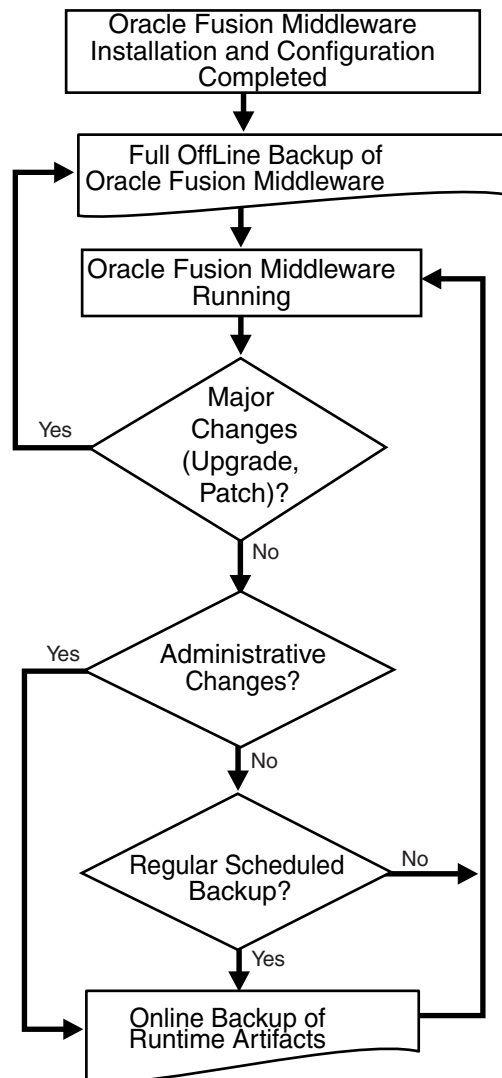 Oracle Fusion Middleware
Installation and Configuration
Completed
Full OffLine Backup of
Oracle Fusion Middleware
Oracle Fusion Middleware
Running
Major
Changes
(Upgrade,
Patch)?
Yes
No
Administrative
Changes?
Yes
No
Regular Scheduled
Backup?
No
Yes
Online Backup of
Runtime Artifacts